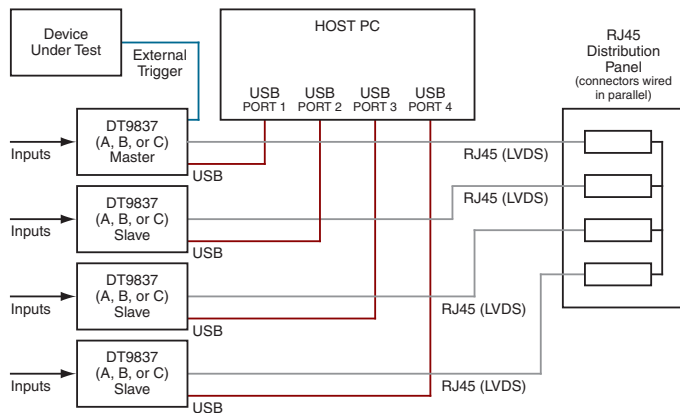 Device
Under Test
External
Trigger
HOST PC
USB
PORT 1
USB
PORT 2
USB
PORT 3
USB
PORT 4
RJ45
Distribution
Panel
(connectors wired
in parallel)
Inputs
DT9837
(A, B, or C)
Master
USB
RJ45 (LVDS)
Inputs
DT9837
(A, B, or C)
Slave
USB
RJ45 (LVDS)
Inputs
DT9837
(A, B, or C)
Slave
USB
RJ45 (LVDS)
Inputs
DT9837
(A, B, or C)
Slave
USB
RJ45 (LVDS)